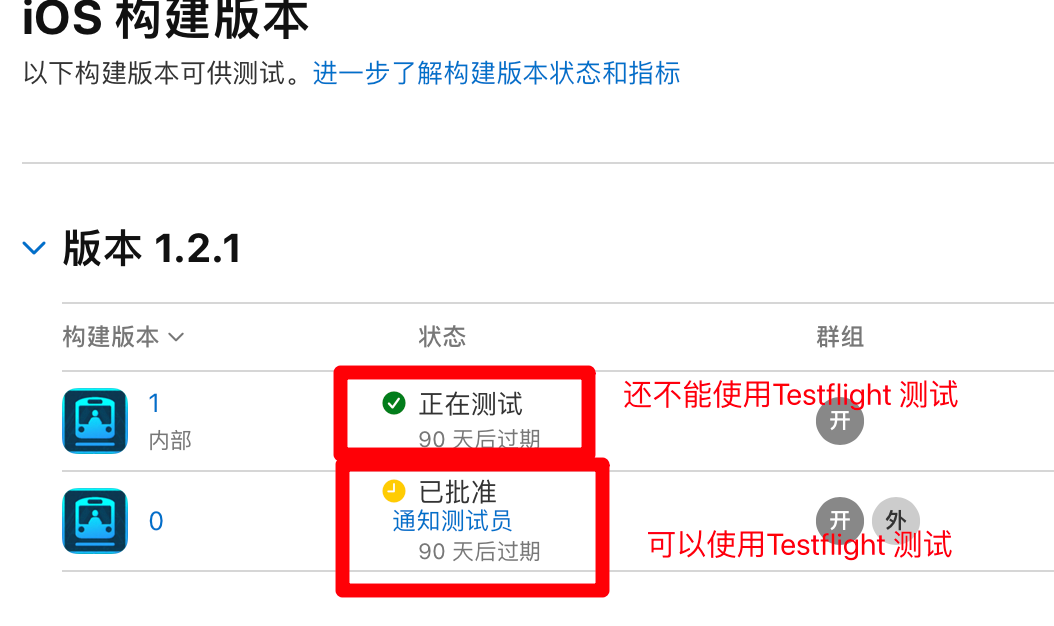 iOS 构建版本
以下构建版本可供测试。进一步了解构建版本状态和指标
版本 1.2.1
构建版本 状态 群组
1 正在测试 还不能使用Testflight 测试
内部 90 天后过期 开
0 已批准
通知测试员 开 外
90 天后过期 可以使用Testflight 测试